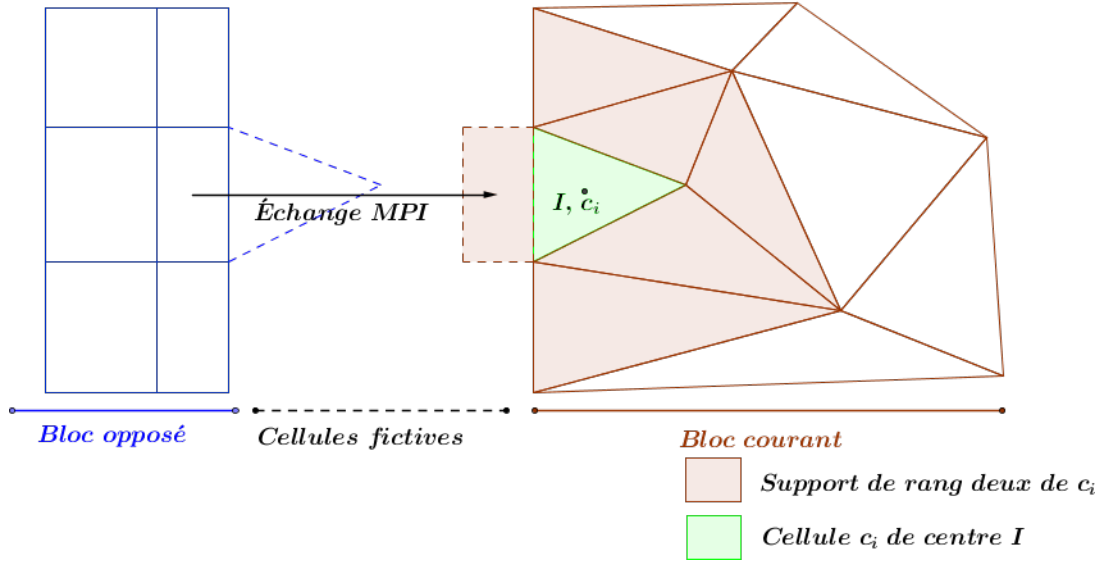 I, c_i
Échange MPI
Bloc opposé
Cellules fictives
Bloc courant
Support de rang deux de c_i
Cellule c_i de centre I